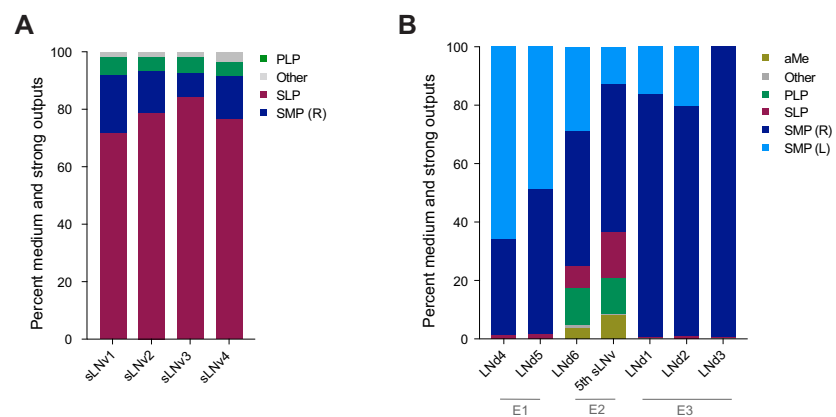 A
Percent medium and strong outputs
100
80
60
40
20
0
sLNv1
sLNv2
sLNv3
sLNv4
PLP
Other
SLP
SMP (R)
B
Percent medium and strong outputs
100
80
60
40
20
0
LNd4
LNd5
LNd6
5th sLNv
LNd1
LNd2
LNd3
E1
E2
E3
aMe
Other
PLP
SLP
SMP (R)
SMP (L)